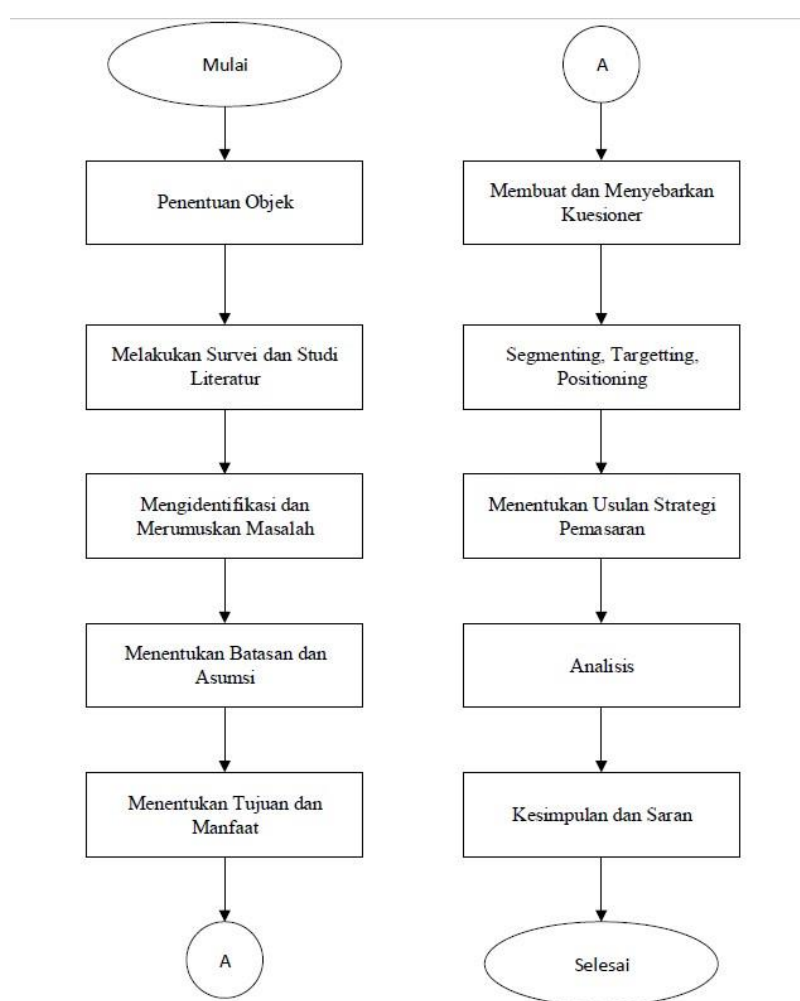 Mulai
Penentuan Objek
Melakukan Survei dan Studi
Literatur
Mengidentifikasi dan
Merumuskan Masalah
Menentukan Batasan dan
Asumsi
Menentukan Tujuan dan
Manfaat
A
A
Membuat dan Menyebarkan
Kuesioner
Segmenting, Targetting,
Positioning
Menentukan Usulan Strategi
Pemasaran
Analisis
Kesimpulan dan Saran
Selesai